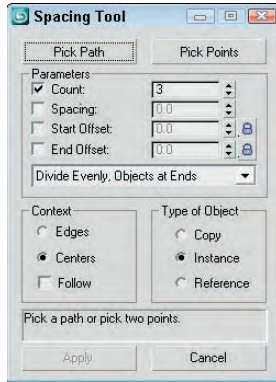 Spacing Tool
Pick Path Pick Points
Parameters
Count: 3
Spacing: 0.0
Start Offset: 0.0
End Offset: 0.0
Divide Evenly, Objects at Ends
Context Type of Object
Edges Copy
Centers Instance
Follow Reference
Pick a path or pick two points.
Apply Cancel